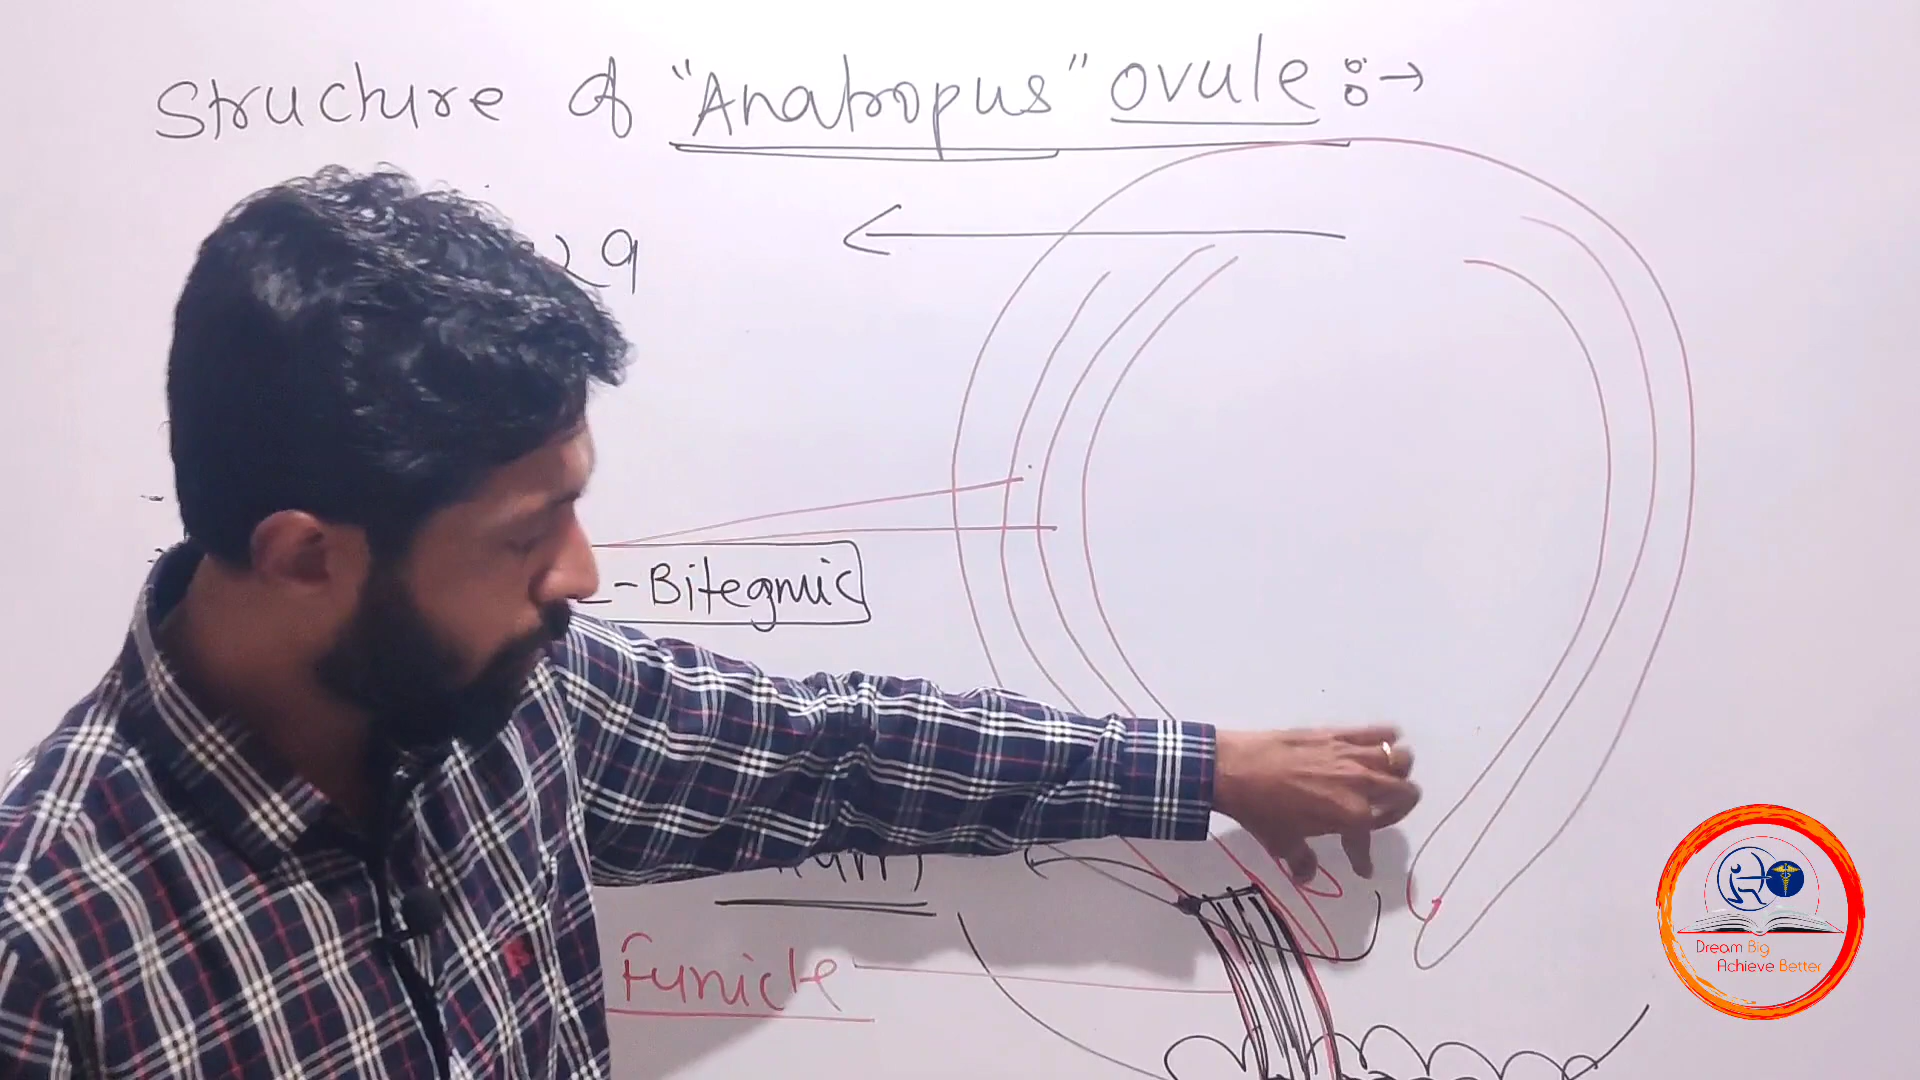 Structure of "Anatropus" ovule :→
29
- Bitegmic
Funicle
Dream Big
Achieve Better